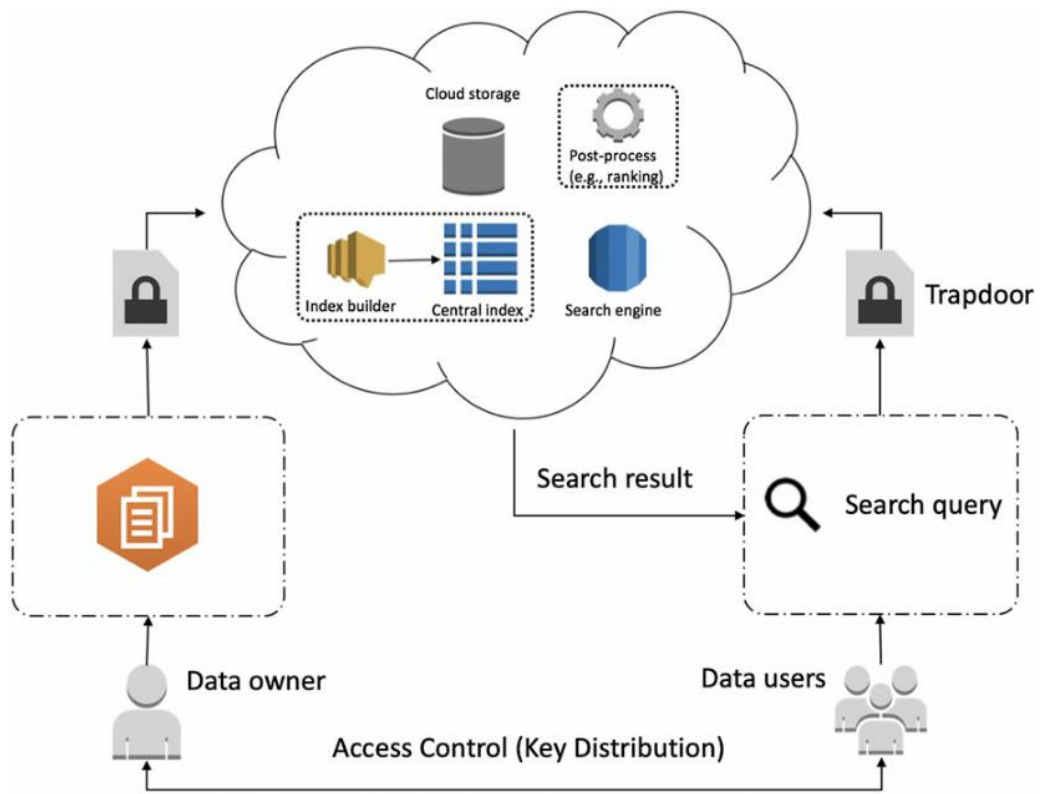 Cloud storage
Post-process
(e.g., ranking)
Index builder
Central index
Search engine
Trapdoor
Search result
Search query
Data owner
Data users
Access Control (Key Distribution)